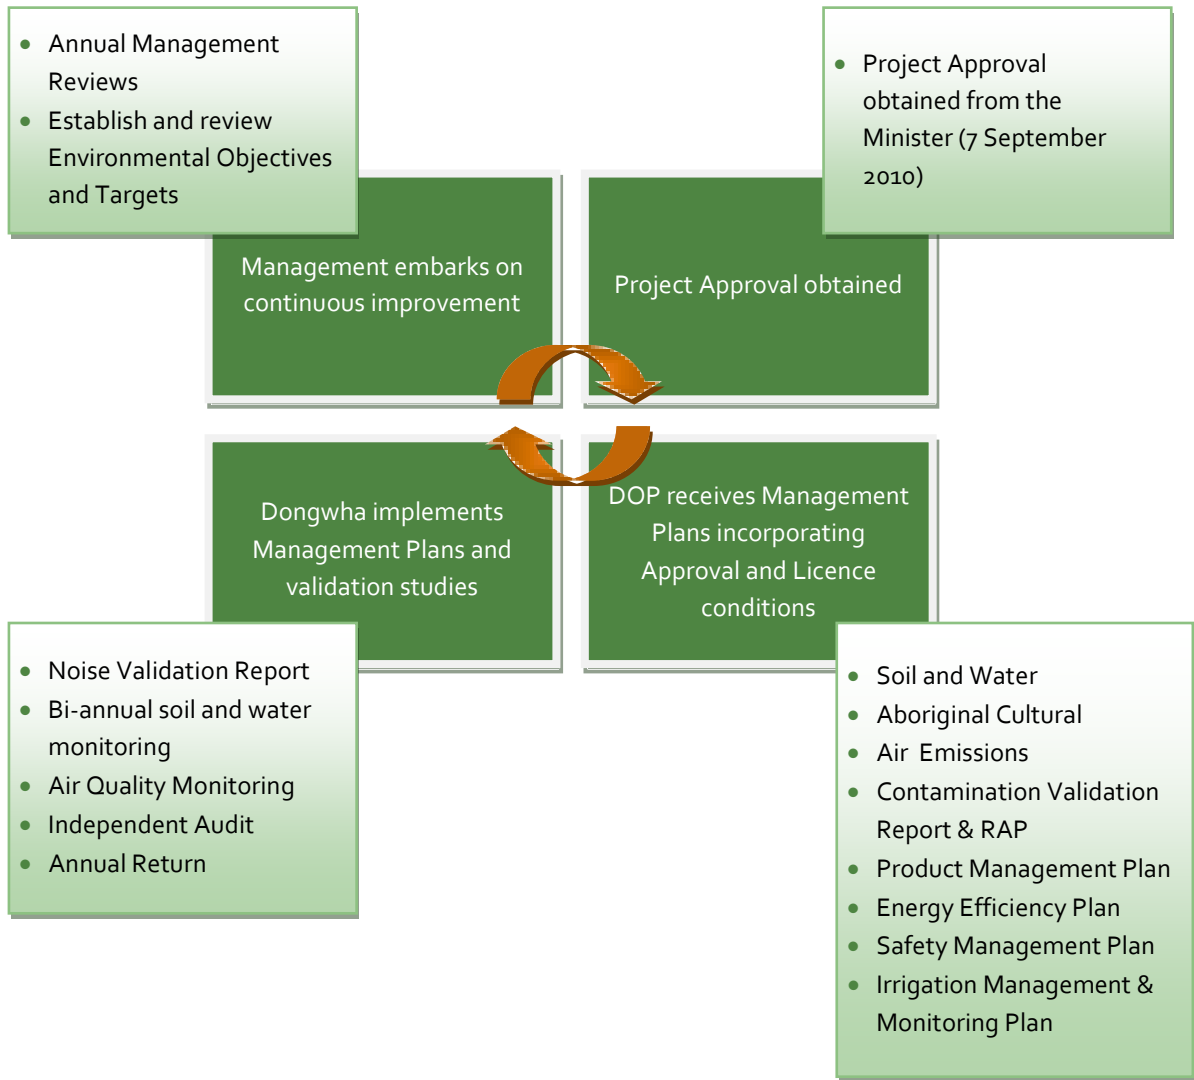 • Annual Management
Reviews
• Establish and review
Environmental Objectives
and Targets
• Project Approval
obtained from the
Minister (7 September
2010)
Management embarks on
continuous improvement
Project Approval obtained
Dongwha implements
Management Plans and
validation studies
DOP receives Management
Plans incorporating
Approval and Licence
conditions
• Noise Validation Report
• Bi-annual soil and water
monitoring
• Air Quality Monitoring
• Independent Audit
• Annual Return
• Soil and Water
• Aboriginal Cultural
• Air Emissions
• Contamination Validation
Report & RAP
• Product Management Plan
• Energy Efficiency Plan
• Safety Management Plan
• Irrigation Management &
Monitoring Plan